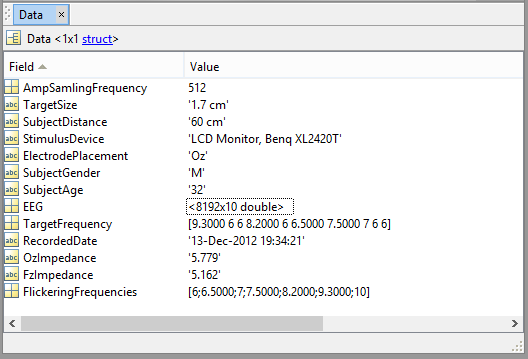 Data ×
Data <1x1 struct>
Field Value
AmpSamlingFrequency 512
TargetSize '1.7 cm'
SubjectDistance '60 cm'
StimulusDevice 'LCD Monitor, Benq XL2420T'
ElectrodePlacement 'Oz'
SubjectGender 'M'
SubjectAge '32'
EEG <8192x10 double>
TargetFrequency [9.3000 6 6 8.2000 6 6.5000 7.5000 7 6 6]
RecordedDate '13-Dec-2012 19:34:21'
OzImpedance '5.779'
FzImpedance '5.162'
FlickeringFrequencies [6;6.5000;7;7.5000;8.2000;9.3000;10]